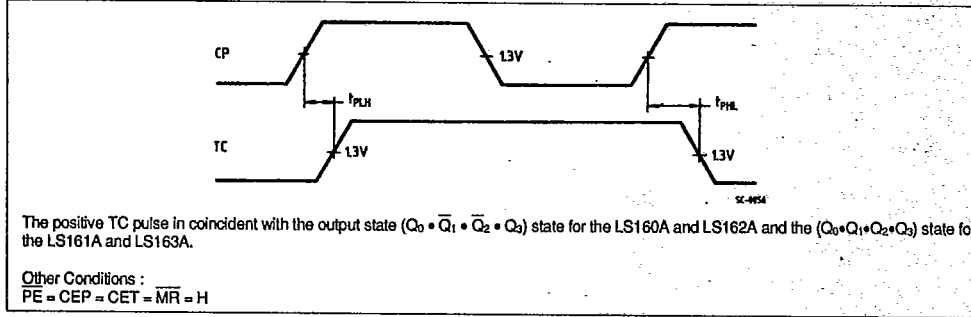 CP
1.3V
tPLH
tPHL
TC
1.3V
1.3V
The positive TC pulse in coincident with the output state (Q₀ • Q̅₁ • Q̅₂ • Q₃) state for the LS160A and LS162A and the (Q₀•Q₁•Q₂•Q₃) state fo
the LS161A and LS163A.
Other Conditions :
P̅E̅ = CEP = CET = M̅R̅ = H